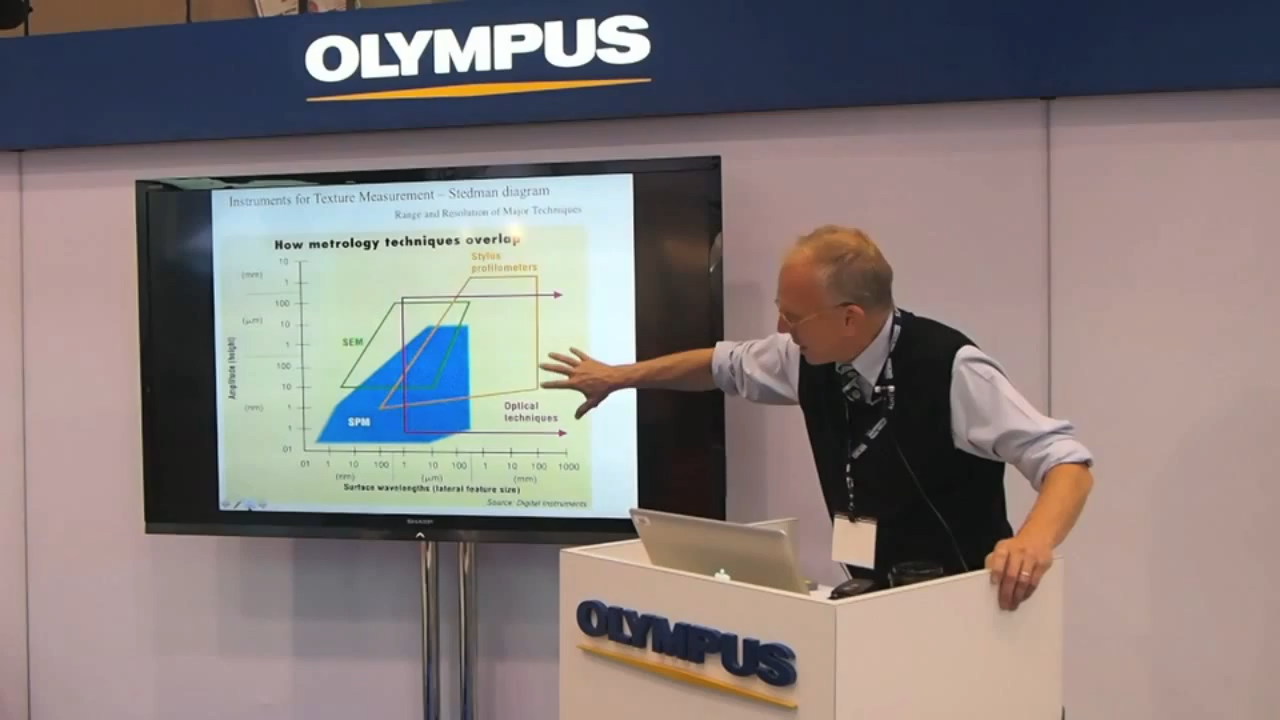 OLYMPUS
Instruments for Texture Measurement – Stedman diagram
Range and Resolution of Major Techniques
How metrology techniques overlap
Stylus
profilometers
10
(mm)
1
100
(μm)
10
SEM
1
100
Amplitude (height)
10
(nm)
1
Optical
techniques
SPM
.1
.01
.01 .1 1 10 100 1 10 100 1 10 100 1000
(nm) (μm) (mm)
Surface wavelengths (lateral feature size)
Source: Digital Instruments
SHARP
OLYMPUS